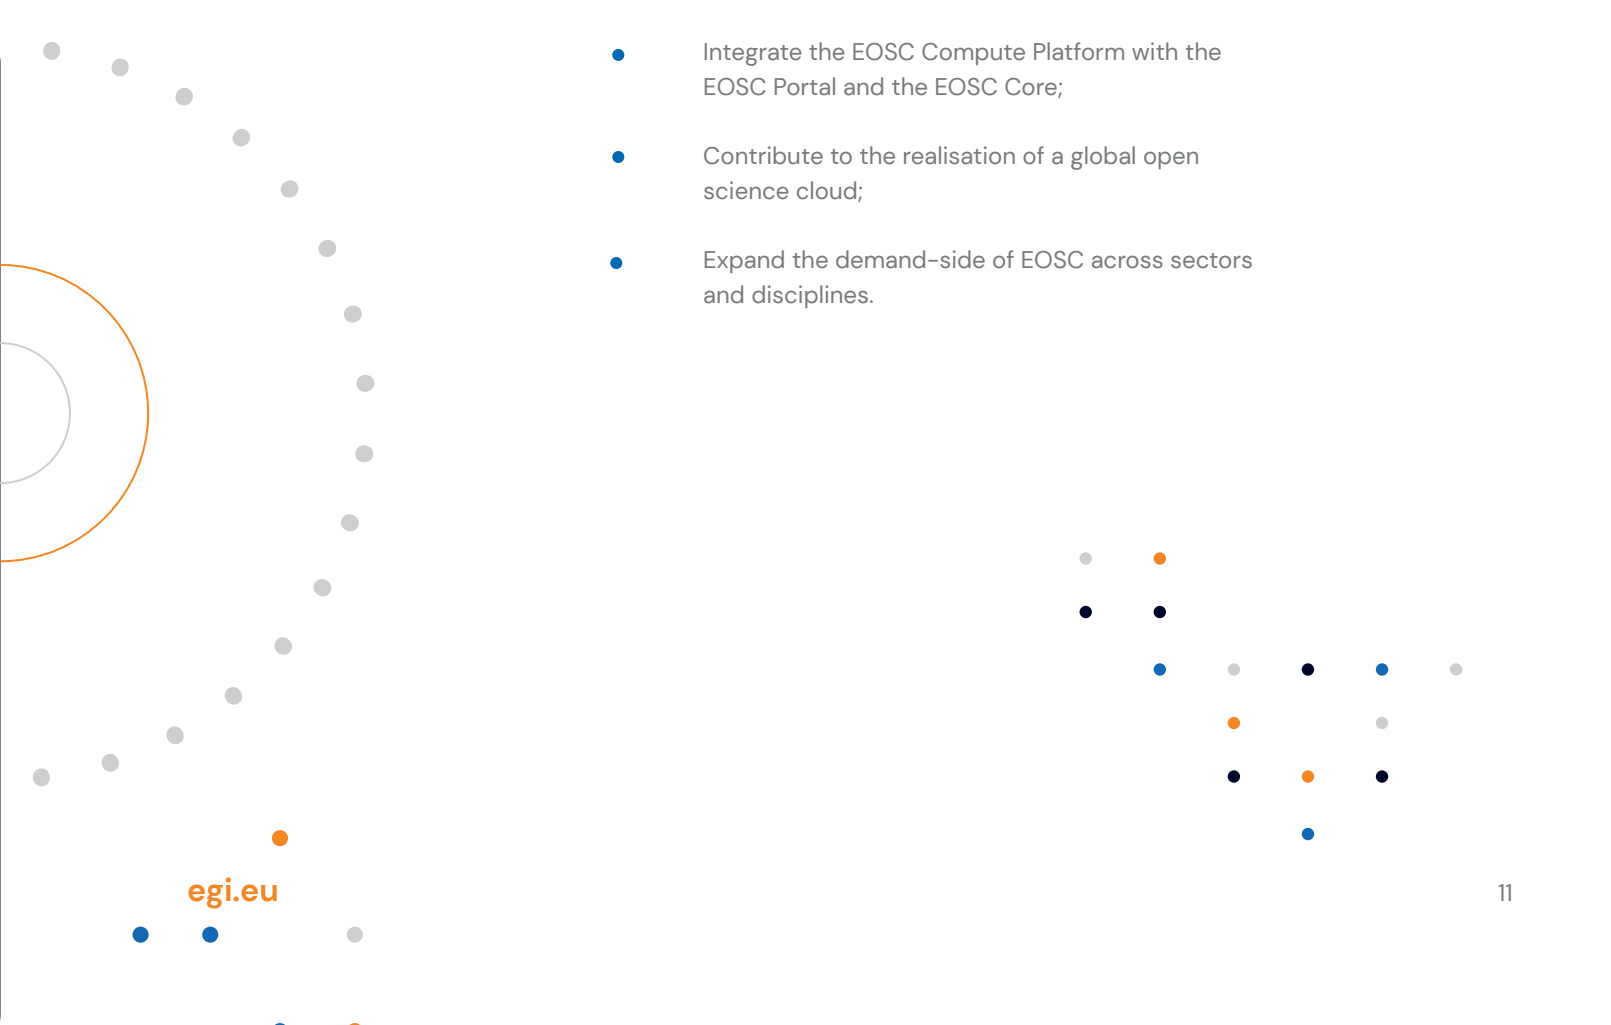 Integrate the EOSC Compute Platform with the
EOSC Portal and the EOSC Core;
Contribute to the realisation of a global open
science cloud;
Expand the demand-side of EOSC across sectors
and disciplines.
egi.eu
11